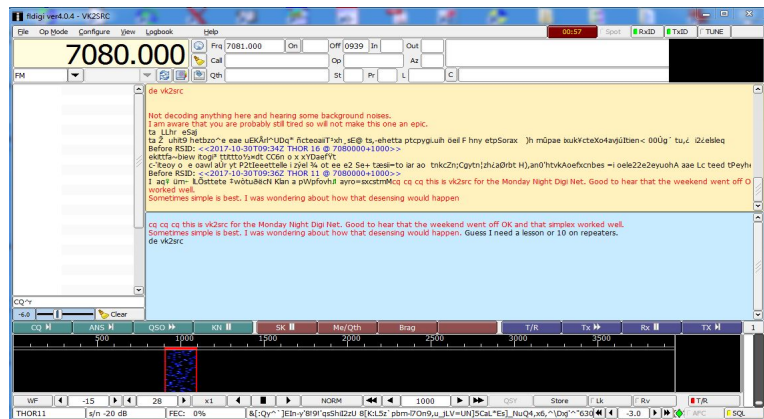 fldigi ver4.0.4 - VK2SRC
File Op Mode Configure View Logbook Help 00:57 Spot RxID TxID TUNE
7080.000 Frq 7081.000 On Off 0939 In Out
Call Op Az
FM Qth St Pr L C
de vk2src
Not decoding anything here and hearing some background noises.
I am aware that you are probably still tired so will not make this one an epic.
ta LLhr eSaj
Before RSID: <<2017-10-30T09:34Z THOR 16 @ 7080000+1000>>
Before RSID: <<2017-10-30T09:36Z THOR 11 @ 7080000+1000>>
cq cq cq this is vk2src for the Monday Night Digi Net. Good to hear that the weekend went off O
worked well.
Sometimes simple is best. I was wondering about how that desensing would happen
cq cq cq this is vk2src for the Monday Night Digi Net. Good to hear that the weekend went off OK and that simplex worked well.
Sometimes simple is best. I was wondering about how that desensing would happen. Guess I need a lesson or 10 on repeaters.
de vk2src
CQ^r
-6.0 Clear
CQ ANS QSO KN SK Me/Qth Brag T/R Tx Rx TX 1
500 1000 1500 2000 2500 3000 3500
WF -15 28 x1 NORM 1000 QSY Store Lk Rv T/R
THOR11 s/n -20 dB FEC: 0% -3.0 AFC SQL